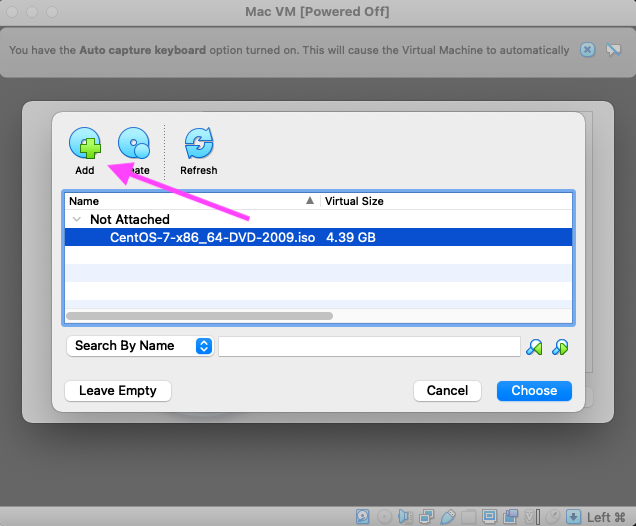 Mac VM [Powered Off]
You have the Auto capture keyboard option turned on. This will cause the Virtual Machine to automatically
Add
Refresh
Name Virtual Size
Not Attached
CentOS-7-x86_64-DVD-2009.iso 4.39 GB
Search By Name
Leave Empty Cancel Choose
Left ⌘